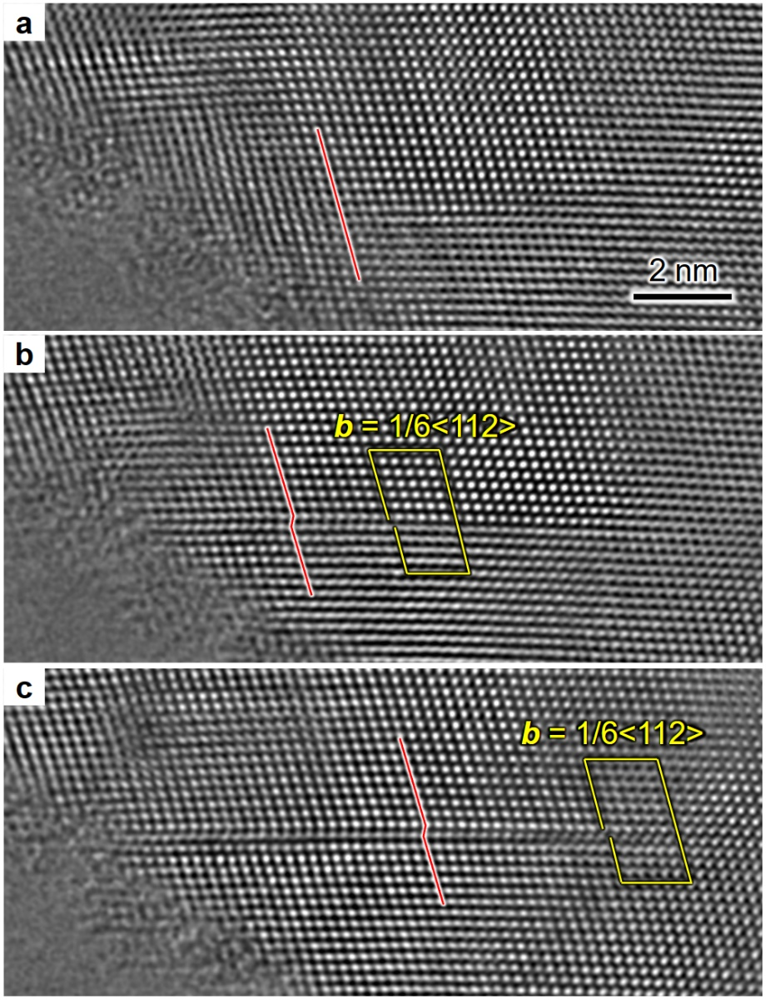 a
2 nm
b
b = 1/6<112>
c
b = 1/6<112>